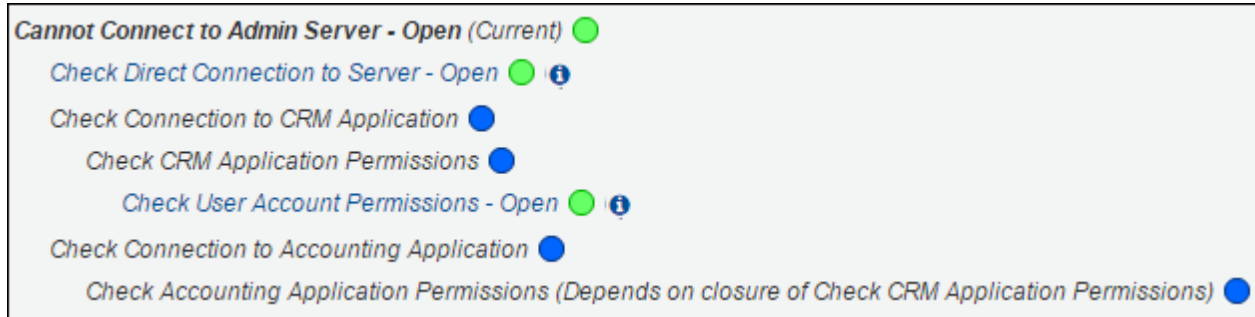 Cannot Connect to Admin Server - Open (Current)
Check Direct Connection to Server - Open
Check Connection to CRM Application
Check CRM Application Permissions
Check User Account Permissions - Open
Check Connection to Accounting Application
Check Accounting Application Permissions (Depends on closure of Check CRM Application Permissions)